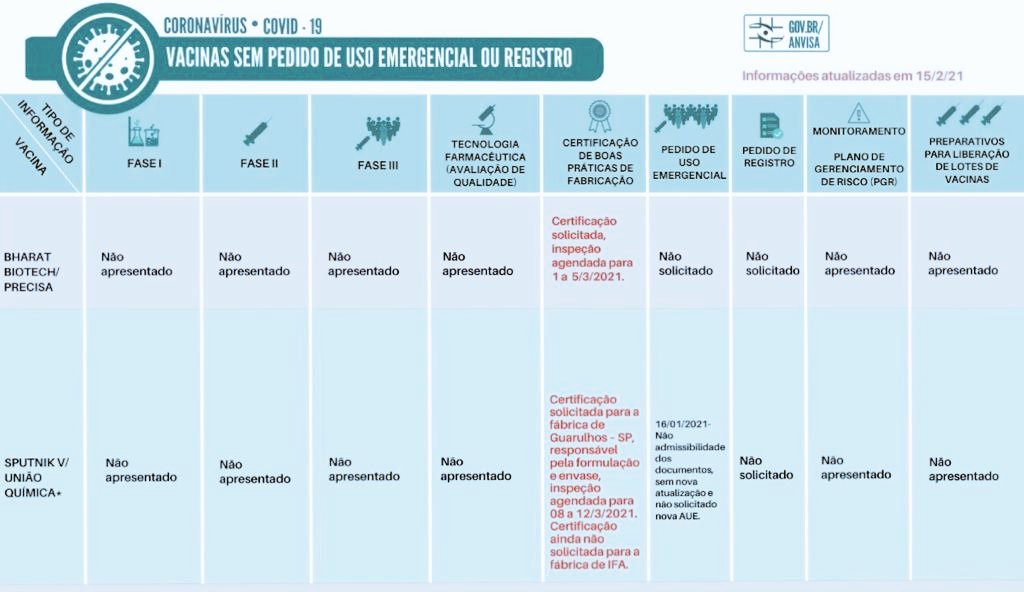 CORONAVÍRUS • COVID - 19
VACINAS SEM PEDIDO DE USO EMERGENCIAL OU REGISTRO
GOV.BR/
ANVISA
Informações atualizadas em 15/2/21
TIPO DE
INFORMAÇÃO
VACINA
FASE I
FASE II
FASE III
TECNOLOGIA
FARMACÊUTICA
(AVALIAÇÃO DE
QUALIDADE)
CERTIFICAÇÃO
DE BOAS
PRÁTICAS DE
FABRICAÇÃO
PEDIDO DE
USO
EMERGENCIAL
PEDIDO DE
REGISTRO
MONITORAMENTO
PLANO DE
GERENCIAMENTO
DE RISCO (PGR)
PREPARATIVOS
PARA LIBERAÇÃO
DE LOTES DE
VACINAS
BHARAT
BIOTECH/
PRECISA
Não
apresentado
Não
apresentado
Não
apresentado
Não
apresentado
Certificação
solicitada,
inspeção
agendada para
1 a 5/3/2021.
Não
solicitado
Não
solicitado
Não
apresentado
Não
apresentado
SPUTNIK V/
UNIÃO
QUÍMICA*
Não
apresentado
Não
apresentado
Não
apresentado
Não
apresentado
Certificação
solicitada para a
fábrica de
Guarulhos - SP,
responsável
pela formulação
e envase,
inspeção
agendada para
08 a 12/3/2021.
Certificação
ainda não
solicitada para a
fábrica de IFA.
16/01/2021-
Não
admissibilidade
dos
documentos,
sem nova
atualização e
não solicitado
nova AUE.
Não
solicitado
Não
apresentado
Não
apresentado